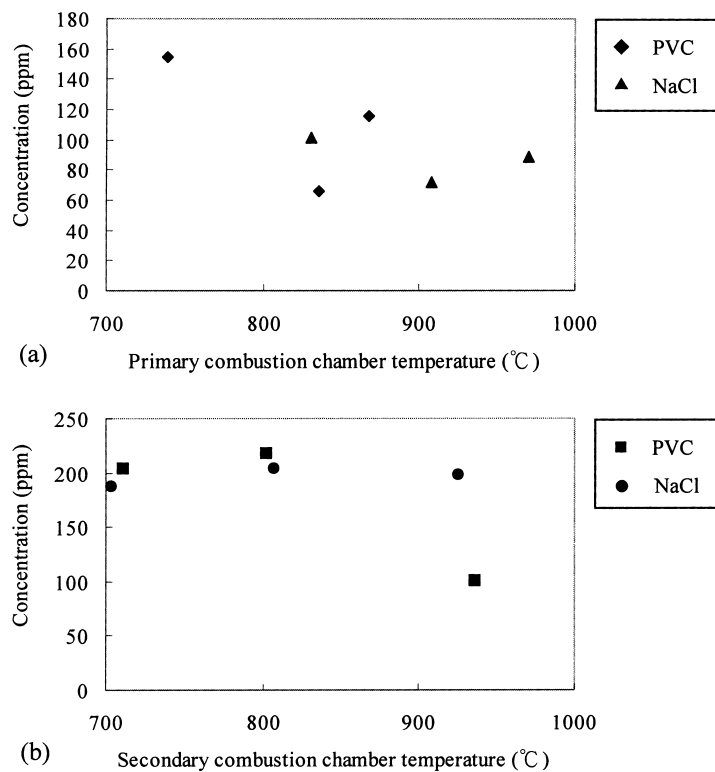 180
160
140
120
100
80
60
40
20
0
Concentration (ppm)
700 800 900 1000
(a)
Primary combustion chamber temperature (℃)
PVC
NaCl
250
200
150
100
50
0
Concentration (ppm)
700 800 900 1000
(b)
Secondary combustion chamber temperature (℃)
PVC
NaCl